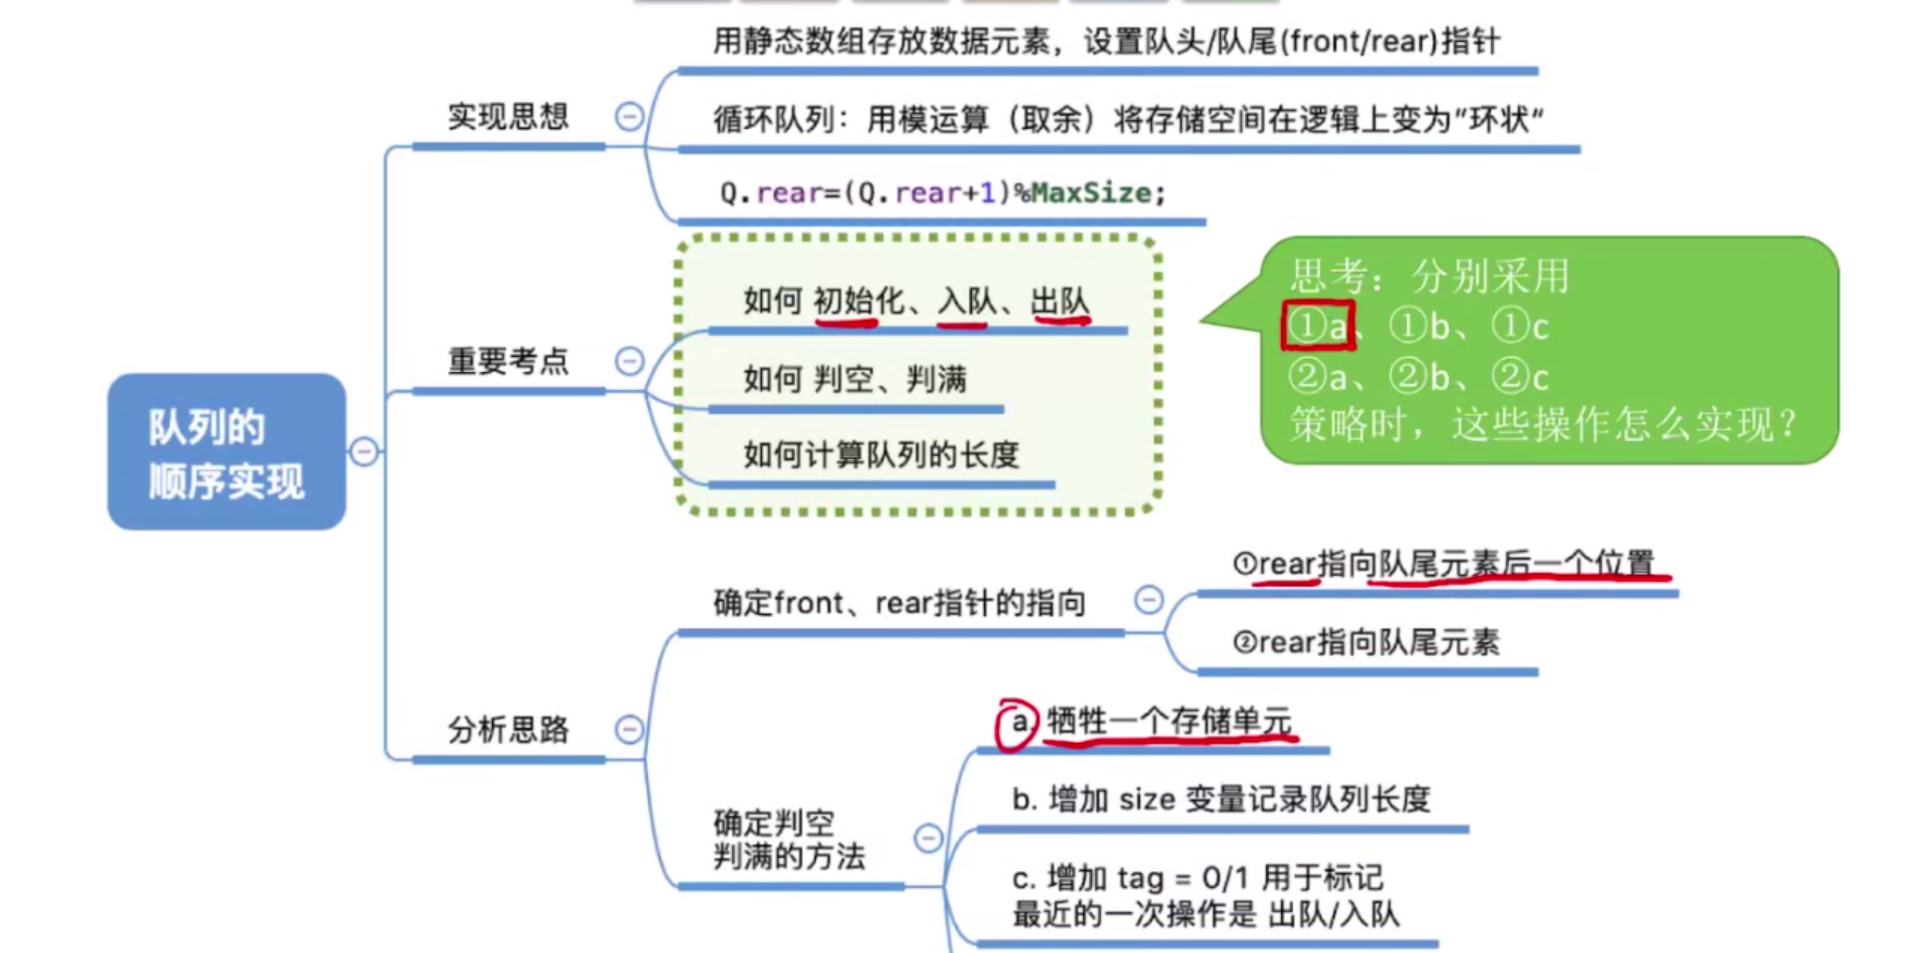 用静态数组存放数据元素，设置队头/队尾(front/rear)指针
实现思想
循环队列：用模运算（取余）将存储空间在逻辑上变为"环状"
Q.rear=(Q.rear+1)%MaxSize;
如何 初始化、入队、出队
重要考点
如何 判空、判满
如何计算队列的长度
思考：分别采用
①a、①b、①c
②a、②b、②c
策略时，这些操作怎么实现？
队列的
顺序实现
①rear指向队尾元素后一个位置
确定front、rear指针的指向
②rear指向队尾元素
分析思路
a. 牺牲一个存储单元
b. 增加 size 变量记录队列长度
确定判空
判满的方法
c. 增加 tag = 0/1 用于标记
最近的一次操作是 出队/入队